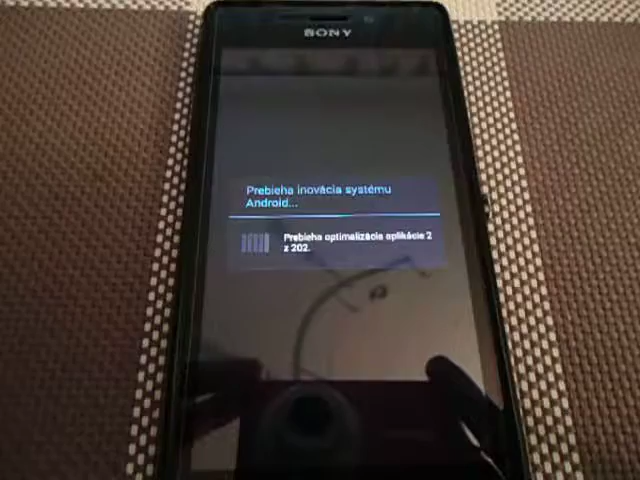 SONY
Prebieha inovácia systému
Android...
Prebieha optimalizácia aplikácie 2
z 202.